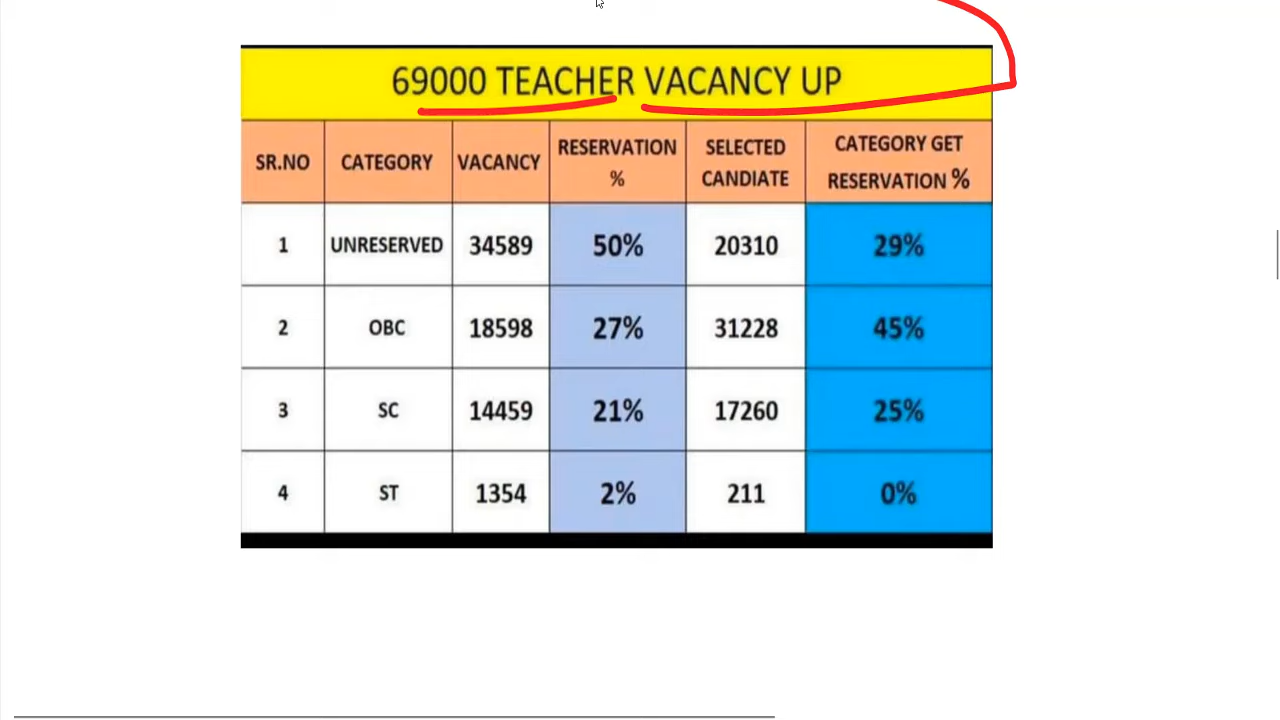 69000 TEACHER VACANCY UP
SR.NO CATEGORY VACANCY RESERVATION % SELECTED CANDIATE CATEGORY GET RESERVATION %
1 UNRESERVED 34589 50% 20310 29%
2 OBC 18598 27% 31228 45%
3 SC 14459 21% 17260 25%
4 ST 1354 2% 211 0%